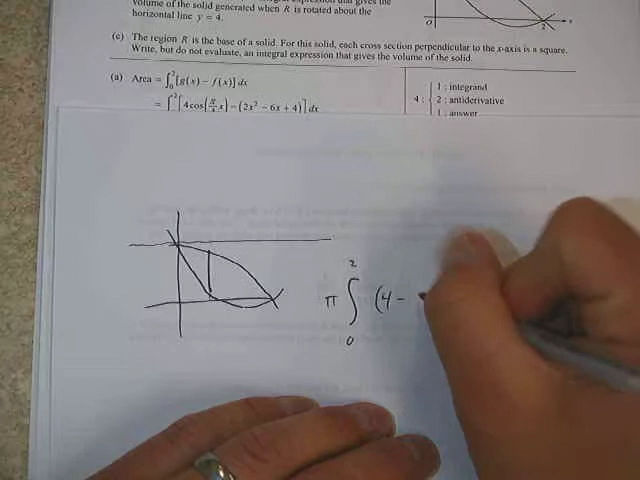 volume of the solid generated when R is rotated about the
horizontal line y = 4.
(c) The region R is the base of a solid. For this solid, each cross section perpendicular to the x-axis is a square.
Write, but do not evaluate, an integral expression that gives the volume of the solid.
O 2 x
(a) Area = ∫₀² [g(x) − f(x)] dx
= ∫₀² [4cos(π/4 x) − (2x² − 6x + 4)] dx
4 : { 1 : integrand
2 : antiderivative
1 : answer
π ∫₀² (4 −